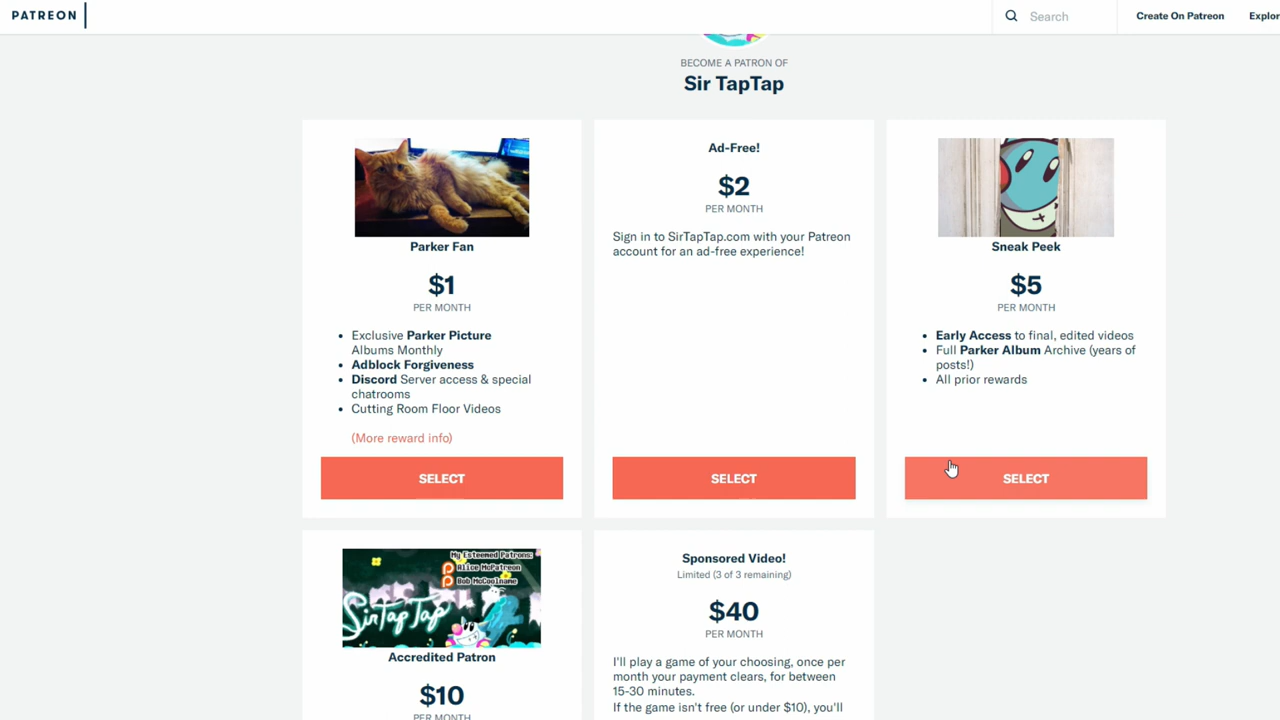 PATREON
Search
Create On Patreon
Explor
BECOME A PATRON OF
Sir TapTap
Parker Fan
$1
PER MONTH
Exclusive Parker Picture
Albums Monthly
Adblock Forgiveness
Discord Server access & special
chatrooms
Cutting Room Floor Videos
(More reward info)
SELECT
Ad-Free!
$2
PER MONTH
Sign in to SirTapTap.com with your Patreon
account for an ad-free experience!
SELECT
Sneak Peek
$5
PER MONTH
Early Access to final, edited videos
Full Parker Album Archive (years of
posts!)
All prior rewards
SELECT
My Esteemed Patrons:
Alice McPatreon
Bob McCoolname
SirTapTap
Accredited Patron
$10
PER MONTH
Sponsored Video!
Limited (3 of 3 remaining)
$40
PER MONTH
I'll play a game of your choosing, once per
month your payment clears, for between
15-30 minutes.
If the game isn't free (or under $10), you'll